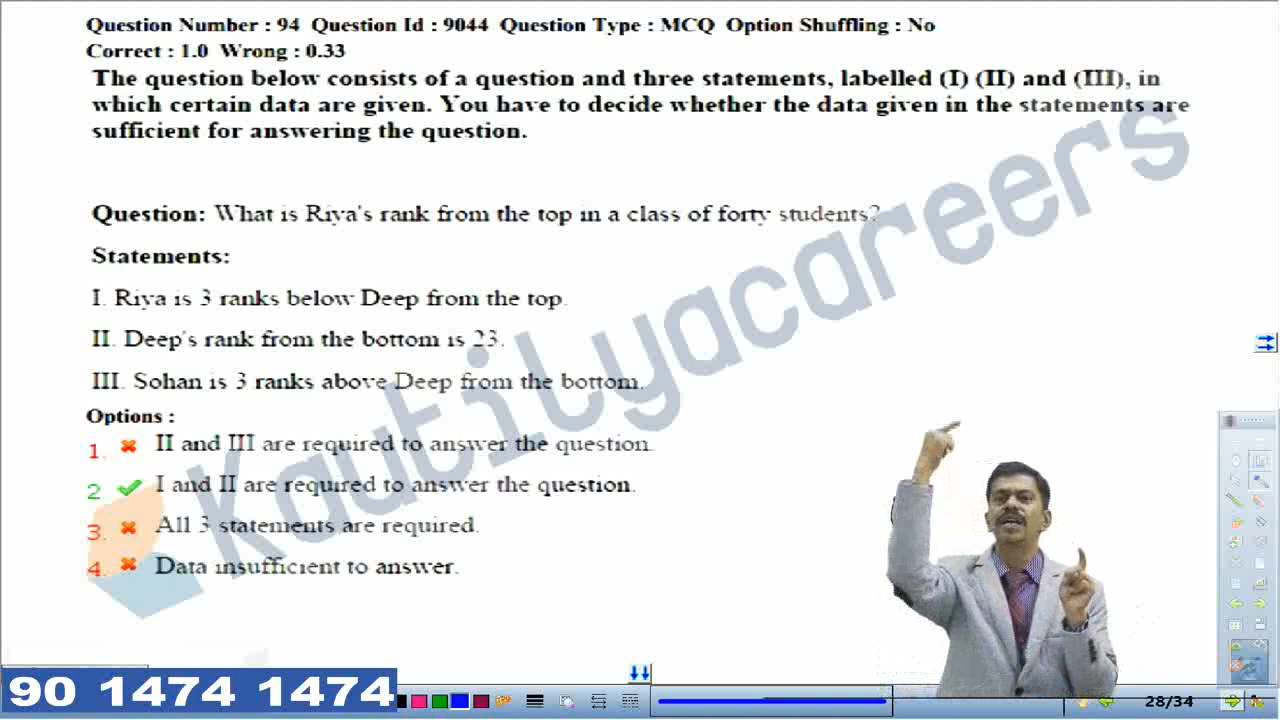 Question Number : 94 Question Id : 9044 Question Type : MCQ Option Shuffling : No
Correct : 1.0 Wrong : 0.33
The question below consists of a question and three statements, labelled (I) (II) and (III), in
which certain data are given. You have to decide whether the data given in the statements are
sufficient for answering the question.
Question: What is Riya's rank from the top in a class of forty students?
Statements:
I. Riya is 3 ranks below Deep from the top.
II. Deep's rank from the bottom is 23.
III. Sohan is 3 ranks above Deep from the bottom.
Options :
1. II and III are required to answer the question.
2 I and II are required to answer the question.
3. All 3 statements are required.
4. Data insufficient to answer.
Kautilyacareers
90 1474 1474
28/34